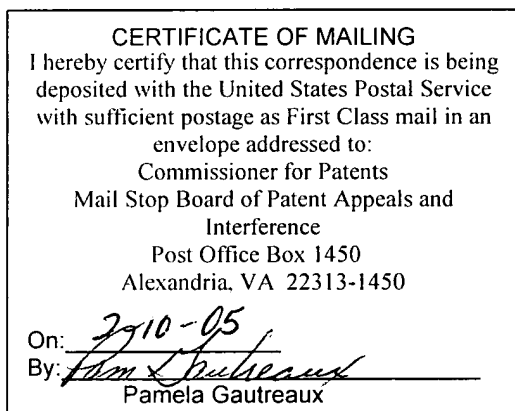 CERTIFICATE OF MAILING
I hereby certify that this correspondence is being
deposited with the United States Postal Service
with sufficient postage as First Class mail in an
envelope addressed to:
Commissioner for Patents
Mail Stop Board of Patent Appeals and
Interference
Post Office Box 1450
Alexandria, VA 22313-1450
On: 2-10-05
By: Pam Gautreaux
Pamela Gautreaux